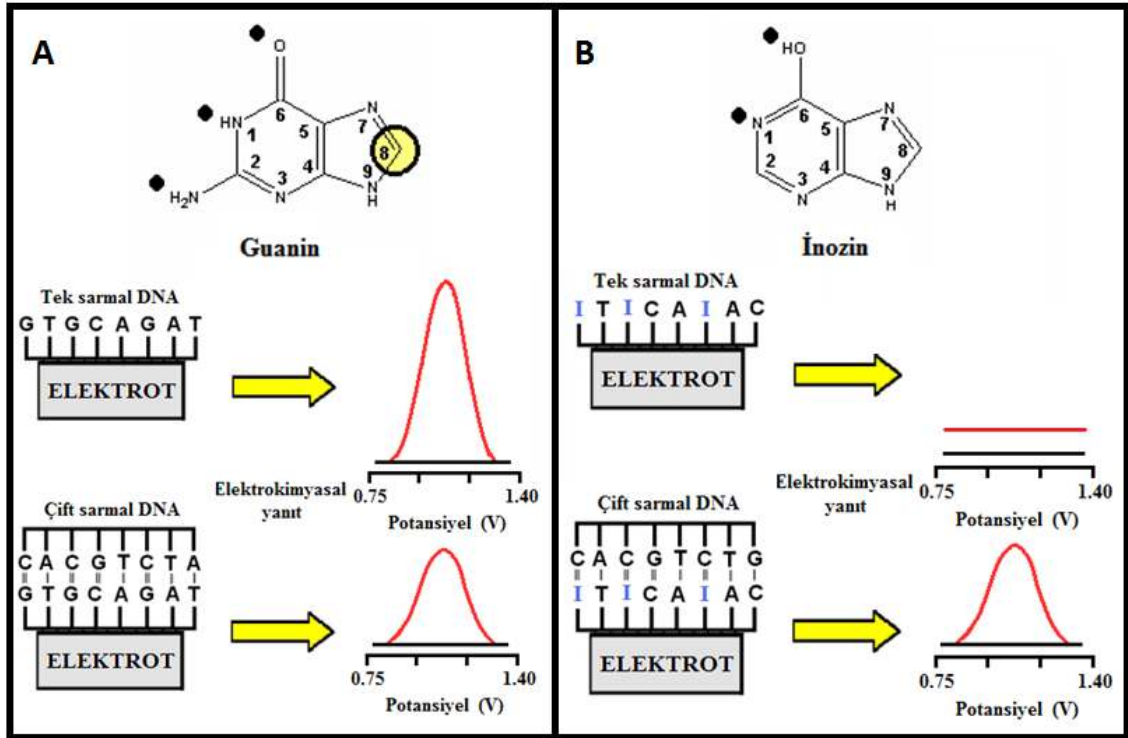 A
O
6
HN
1
5
N
7
8
2
4
9
3
H₂N
N
N
H
Guanin
Tek sarmal DNA
G T G C A G A T
ELEKTROT
Elektrokimyasal
yanıt
0.75
1.40
Potansiyel (V)
Çift sarmal DNA
C A C G T C T A
G T G C A G A T
ELEKTROT
0.75
1.40
Potansiyel (V)
B
HO
6
N
1
5
N
7
8
2
4
9
3
N
N
H
İnozin
Tek sarmal DNA
I T I C A I A C
ELEKTROT
Elektrokimyasal
yanıt
0.75
1.40
Potansiyel (V)
Çift sarmal DNA
C A C G T C T G
I T I C A I A C
ELEKTROT
0.75
1.40
Potansiyel (V)